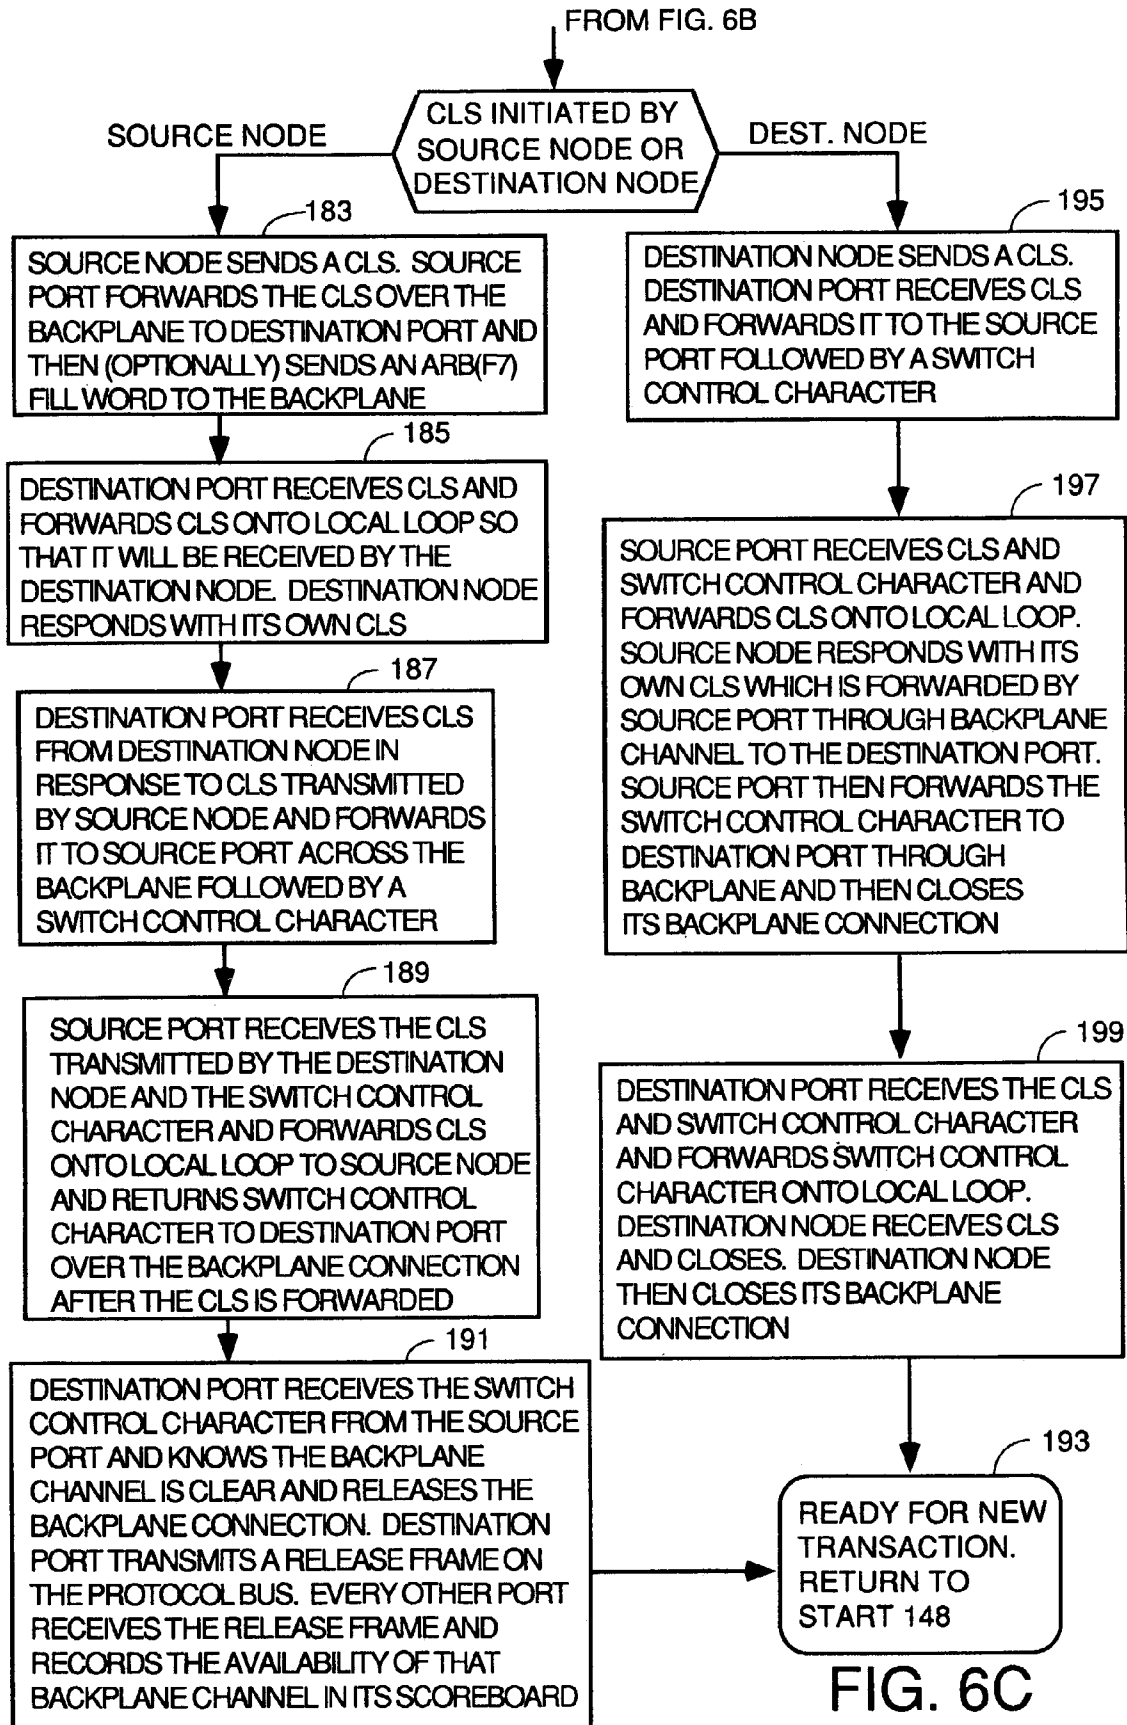 FROM FIG. 6B
CLS INITIATED BY
SOURCE NODE OR
DESTINATION NODE
SOURCE NODE
DEST. NODE
183
SOURCE NODE SENDS A CLS. SOURCE
PORT FORWARDS THE CLS OVER THE
BACKPLANE TO DESTINATION PORT AND
THEN (OPTIONALLY) SENDS AN ARB(F7)
FILL WORD TO THE BACKPLANE
185
DESTINATION PORT RECEIVES CLS AND
FORWARDS CLS ONTO LOCAL LOOP SO
THAT IT WILL BE RECEIVED BY THE
DESTINATION NODE. DESTINATION NODE
RESPONDS WITH ITS OWN CLS
187
DESTINATION PORT RECEIVES CLS
FROM DESTINATION NODE IN
RESPONSE TO CLS TRANSMITTED
BY SOURCE NODE AND FORWARDS
IT TO SOURCE PORT ACROSS THE
BACKPLANE FOLLOWED BY A
SWITCH CONTROL CHARACTER
189
SOURCE PORT RECEIVES THE CLS
TRANSMITTED BY THE DESTINATION
NODE AND THE SWITCH CONTROL
CHARACTER AND FORWARDS CLS
ONTO LOCAL LOOP TO SOURCE NODE
AND RETURNS SWITCH CONTROL
CHARACTER TO DESTINATION PORT
OVER THE BACKPLANE CONNECTION
AFTER THE CLS IS FORWARDED
191
DESTINATION PORT RECEIVES THE SWITCH
CONTROL CHARACTER FROM THE SOURCE
PORT AND KNOWS THE BACKPLANE
CHANNEL IS CLEAR AND RELEASES THE
BACKPLANE CONNECTION. DESTINATION
PORT TRANSMITS A RELEASE FRAME ON
THE PROTOCOL BUS. EVERY OTHER PORT
RECEIVES THE RELEASE FRAME AND
RECORDS THE AVAILABILITY OF THAT
BACKPLANE CHANNEL IN ITS SCOREBOARD
195
DESTINATION NODE SENDS A CLS.
DESTINATION PORT RECEIVES CLS
AND FORWARDS IT TO THE SOURCE
PORT FOLLOWED BY A SWITCH
CONTROL CHARACTER
197
SOURCE PORT RECEIVES CLS AND
SWITCH CONTROL CHARACTER AND
FORWARDS CLS ONTO LOCAL LOOP.
SOURCE NODE RESPONDS WITH ITS
OWN CLS WHICH IS FORWARDED BY
SOURCE PORT THROUGH BACKPLANE
CHANNEL TO THE DESTINATION PORT.
SOURCE PORT THEN FORWARDS THE
SWITCH CONTROL CHARACTER TO
DESTINATION PORT THROUGH
BACKPLANE AND THEN CLOSES
ITS BACKPLANE CONNECTION
199
DESTINATION PORT RECEIVES THE CLS
AND SWITCH CONTROL CHARACTER
AND FORWARDS SWITCH CONTROL
CHARACTER ONTO LOCAL LOOP.
DESTINATION NODE RECEIVES CLS
AND CLOSES. DESTINATION NODE
THEN CLOSES ITS BACKPLANE
CONNECTION
193
READY FOR NEW
TRANSACTION.
RETURN TO
START 148
FIG. 6C